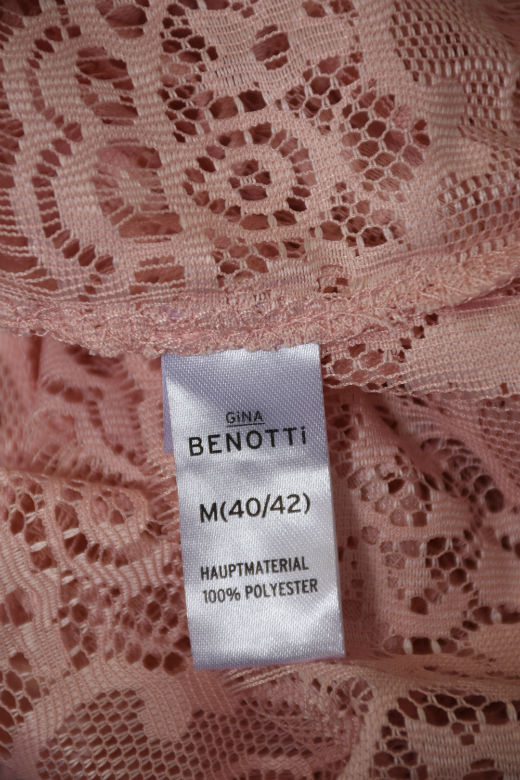 GiNA
BENOTTi
M(40/42)
HAUPTMATERIAL
100% POLYESTER